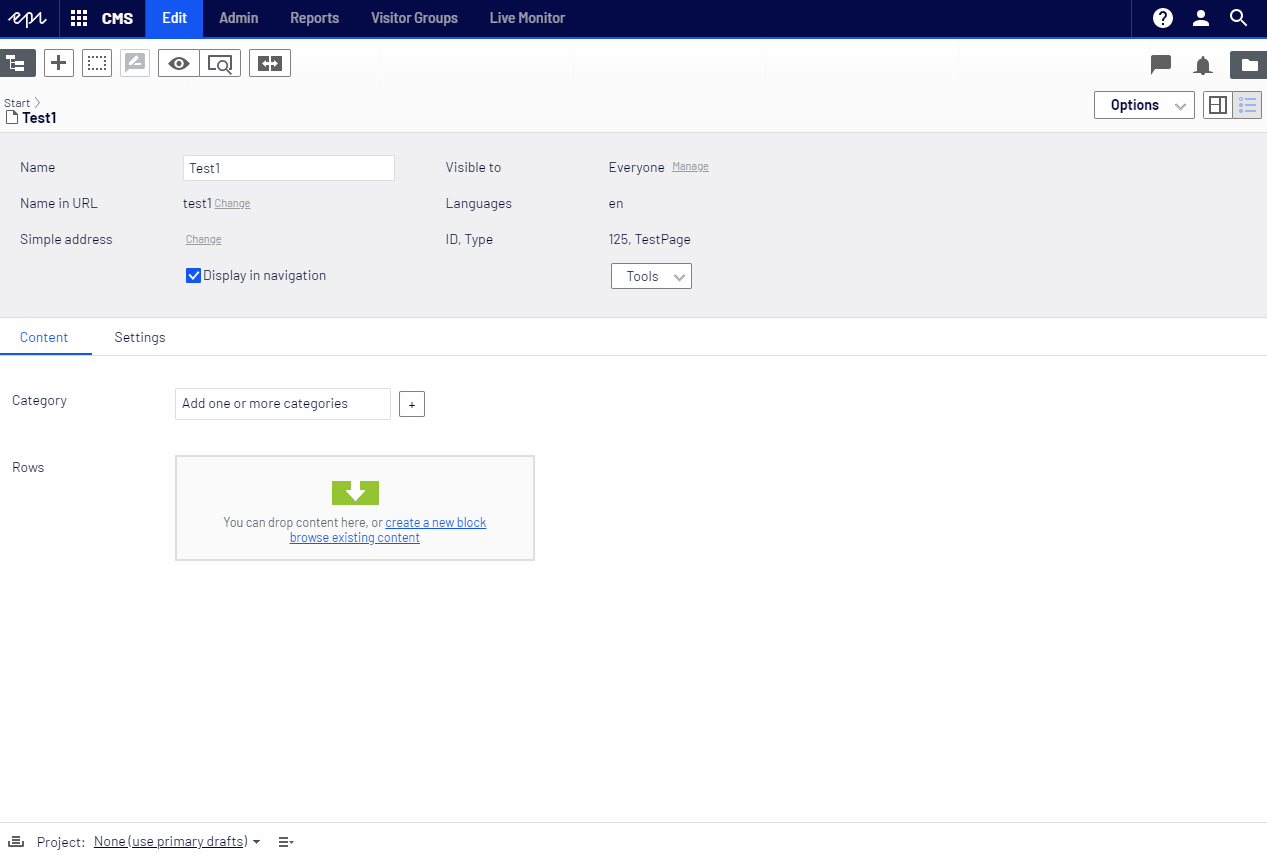 epi CMS Edit Admin Reports Visitor Groups Live Monitor
Start
Test1
Options
Name Test1 Visible to Everyone Manage
Name in URL test1 Change Languages en
Simple address Change ID, Type 125, TestPage
Display in navigation Tools
Content Settings
Category Add one or more categories +
Rows
You can drop content here, or create a new block
browse existing content
Project: None (use primary drafts)